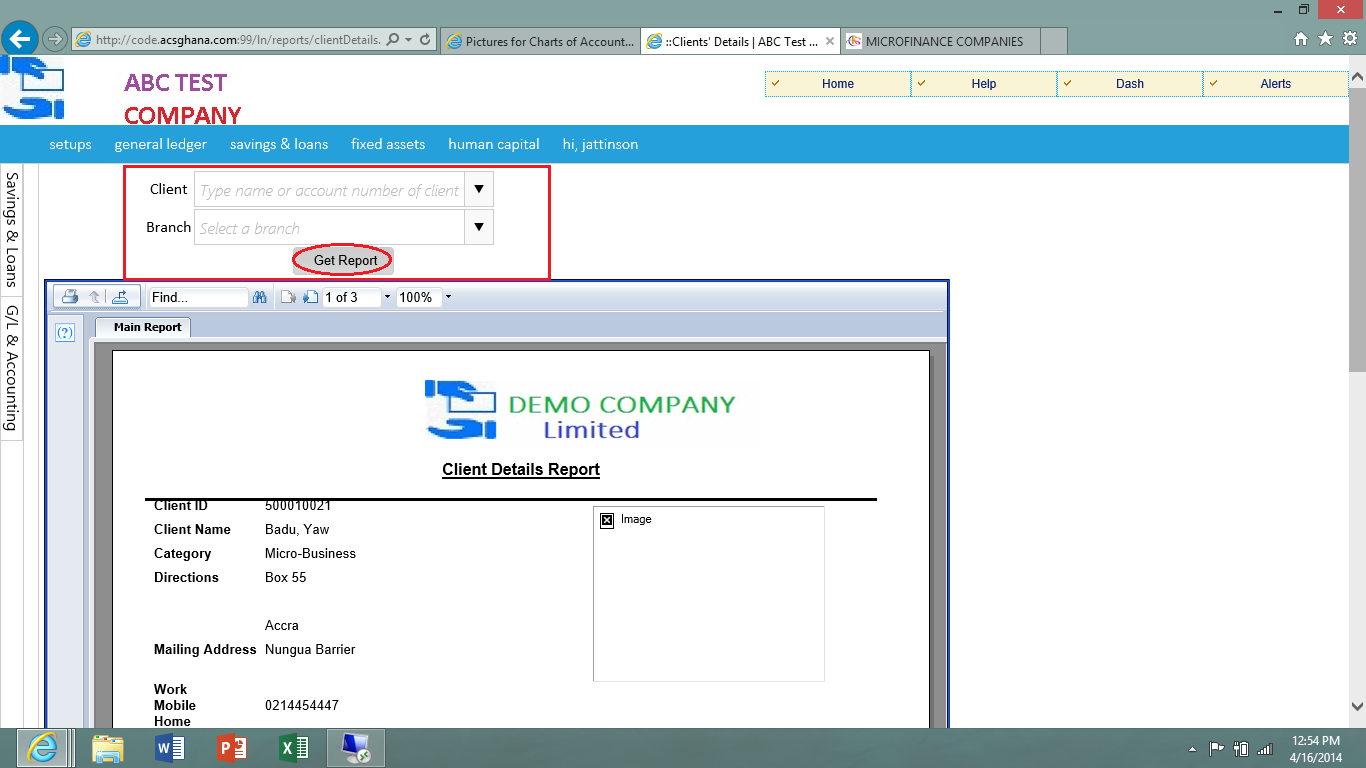 http://code.acsghana.com:99/ln/reports/clientDetails.
Pictures for Charts of Account...
::Clients' Details | ABC Test ...
MICROFINANCE COMPANIES
ABC TEST
COMPANY
Home
Help
Dash
Alerts
setups
general ledger
savings & loans
fixed assets
human capital
hi, jattinson
Savings & Loans
G/L & Accounting
Client
Type name or account number of client
Branch
Select a branch
Get Report
Find...
1 of 3
100%
(?)
Main Report
DEMO COMPANY
Limited
Client Details Report
Client ID 500010021
Image
Client Name Badu, Yaw
Category Micro-Business
Directions Box 55
Accra
Mailing Address Nungua Barrier
Work
Mobile 0214454447
Home
12:54 PM
4/16/2014